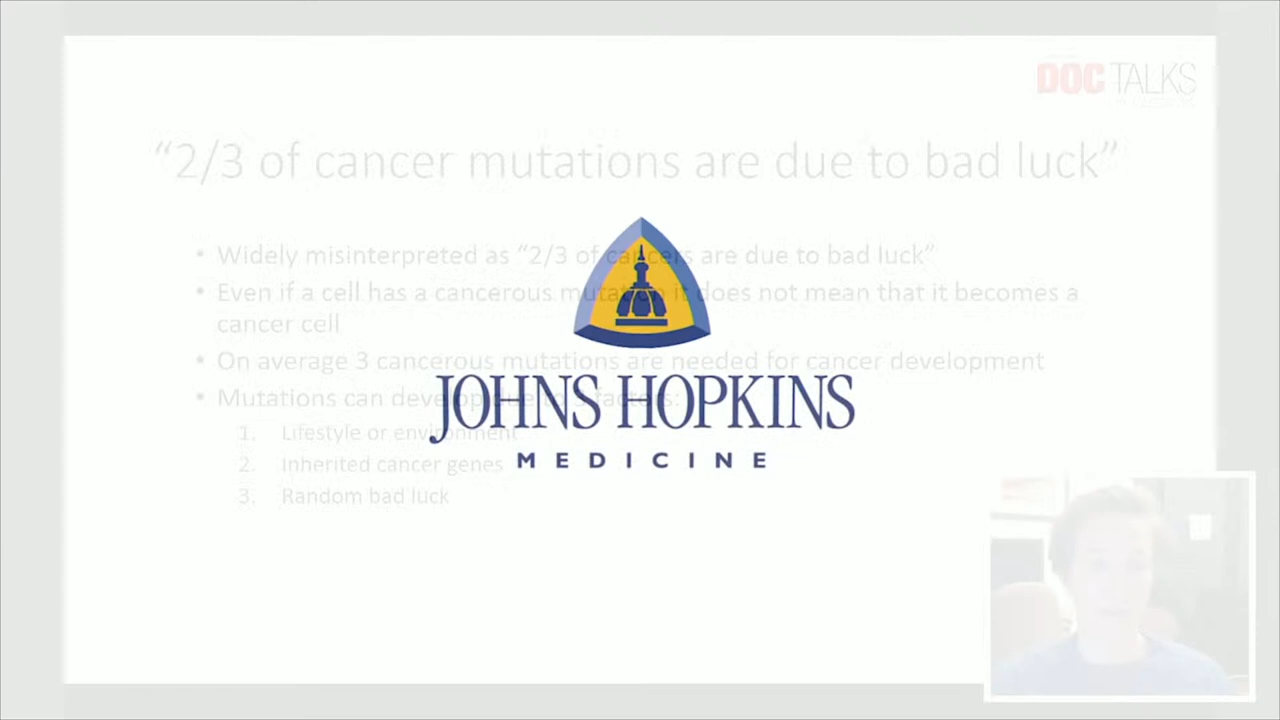 DOC TALKS
“2/3 of cancer mutations are due to bad luck”
• Widely misinterpreted as “2/3 of cancers are due to bad luck”
• Even if a cell has a cancerous mutation it does not mean that it becomes a
cancer cell
• On average 3 cancerous mutations are needed for cancer development
• Mutations can develop due to 3 factors:
1. Lifestyle or environment
2. Inherited cancer genes
3. Random bad luck
JOHNS HOPKINS
MEDICINE